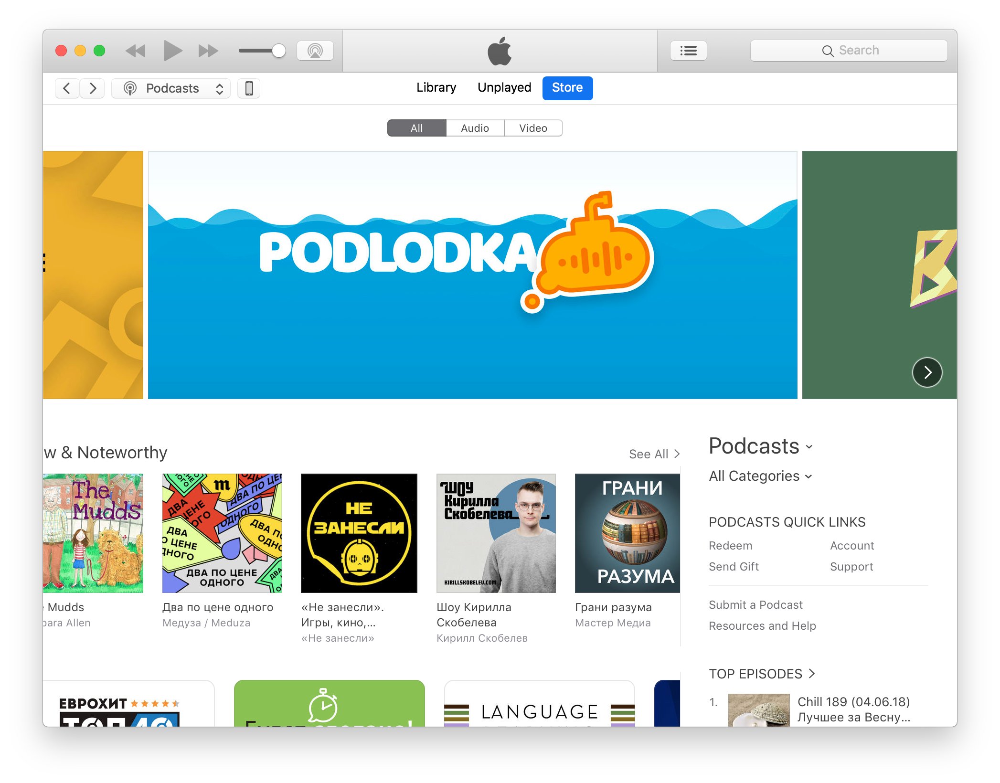 Search
Podcasts
Library
Unplayed
Store
All
Audio
Video
PODLODKA
w & Noteworthy
See All
The
Mudds
m
ДВА ПО ЦЕНЕ
ОДНОГО
НЕ
ЗАНЕСЛИ
Шоу
Кирилла
Скобелева
KIRILLSKOBELEV.COM
ГРАНИ
РАЗУМА
Mudds
Allen
Два по цене одного
Медуза / Meduza
«Не занесли».
Игры, кино,...
«Не занесли»
Шоу Кирилла
Скобелева
Кирилл Скобелев
Грани разума
Мастер Медиа
ЕВРОХИТ
ТОП 40
LANGUAGE
Podcasts
All Categories
PODCASTS QUICK LINKS
Redeem
Account
Send Gift
Support
Submit a Podcast
Resources and Help
TOP EPISODES
1.
Chill 189 (04.06.18)
Лучшее за Весну...